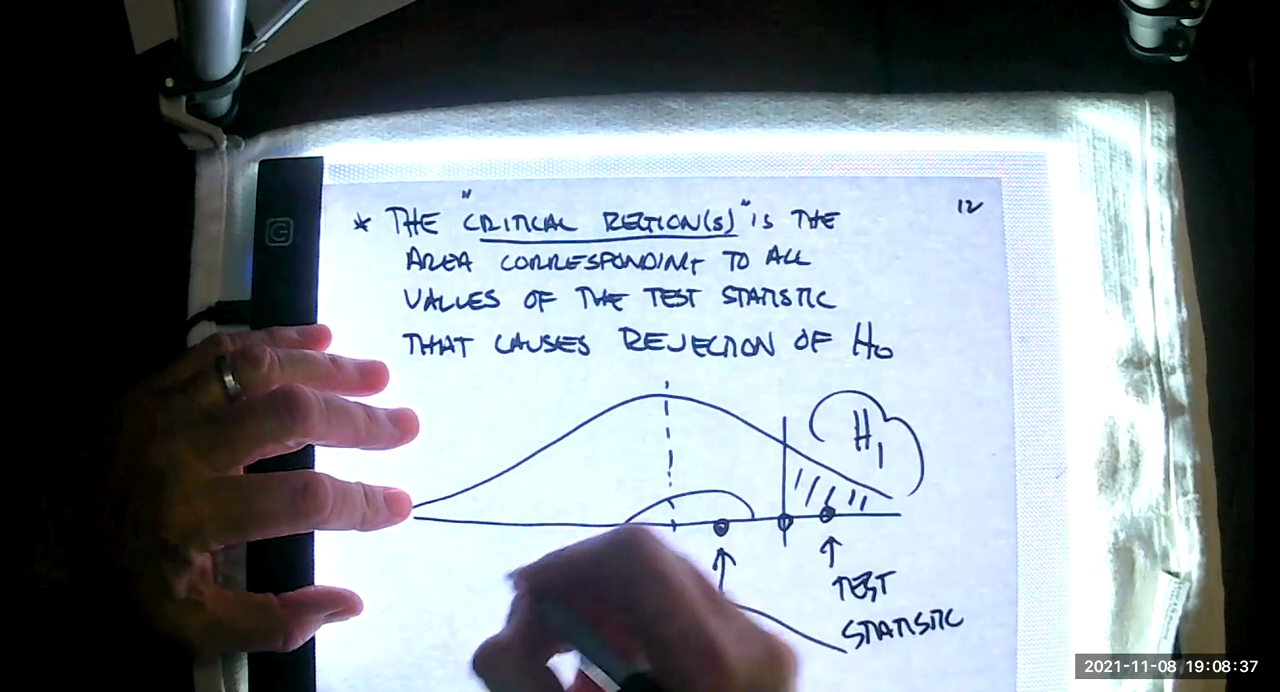 12
* THE "CRITICAL REGION(S)" IS THE
AREA CORRESPONDING TO ALL
VALUES OF THE TEST STATISTIC
THAT CAUSES REJECTION OF H₀
H₁
TEST
STATISTIC
2021-11-08 19:08:37